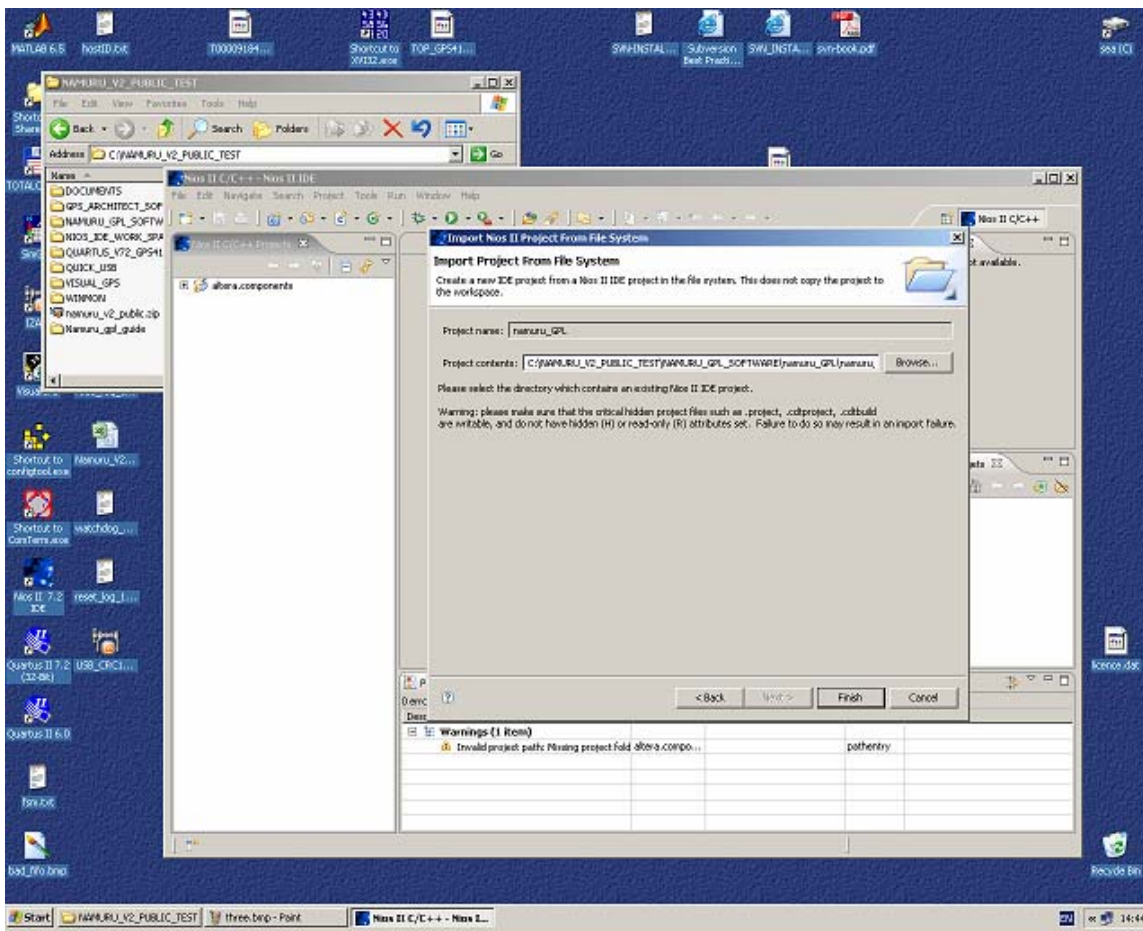 MATLAB 6.5
hostID.txt
T00009184...
Shortcut to XVI32.exe
TOP_GPS41...
SVN-INSTAL...
Subversion Best Practi...
SVN_INSTA...
svn-book.pdf
NAMURU_V2_PUBLIC_TEST
File Edit View Favorites Tools Help
Back
Search
Folders
Address
C:\NAMURU_V2_PUBLIC_TEST
Go
Name
DOCUMENTS
GPS_ARCHITECT_SOF
NAMURU_GPL_SOFTW
NIOS_IDE_WORK_SPA
QUARTUS_V72_GPS41
QUICK_USB
VISUAL_GPS
WINMON
namuru_v2_public.zip
Namuru_gpl_guide
Nios II C/C++ - Nios II IDE
File Edit Navigate Search Project Tools Run Window Help
Nios II C/C++
Nios II C/C++ Projects
altera.components
Import Nios II Project From File System
Import Project From File System
Create a new IDE project from a Nios II IDE project in the file system. This does not copy the project to
the workspace.
Project name:
namuru_GPL
Project contents:
C:\NAMURU_V2_PUBLIC_TEST\NAMURU_GPL_SOFTWARE\namuru_GPL\namuru_
Browse...
Please select the directory which contains an existing Nios II IDE project.
Warning: please make sure that the critical hidden project files such as .project, .cdtproject, .cdtbuild
are writable, and do not have hidden (H) or read-only (R) attributes set. Failure to do so may result in an import failure.
< Back
Next >
Finish
Cancel
ot available.
Warnings (1 item)
Invalid project path: Missing project fold
altera.compo...
pathentry
Shortcut to configtool.exe
Namuru_V2...
Shortcut to ComTerm.exe
watchdog_...
Nios II 7.2 IDE
reset_log_1...
Quartus II 7.2 (32-Bit)
USB_CRC1...
Quartus II 6.0
fsm.txt
bad_fifo.bmp
licence.dat
Recycle Bin
Start
NAMURU_V2_PUBLIC_TEST
three.bmp - Paint
Nios II C/C++ - Nios I...
EN
14:44